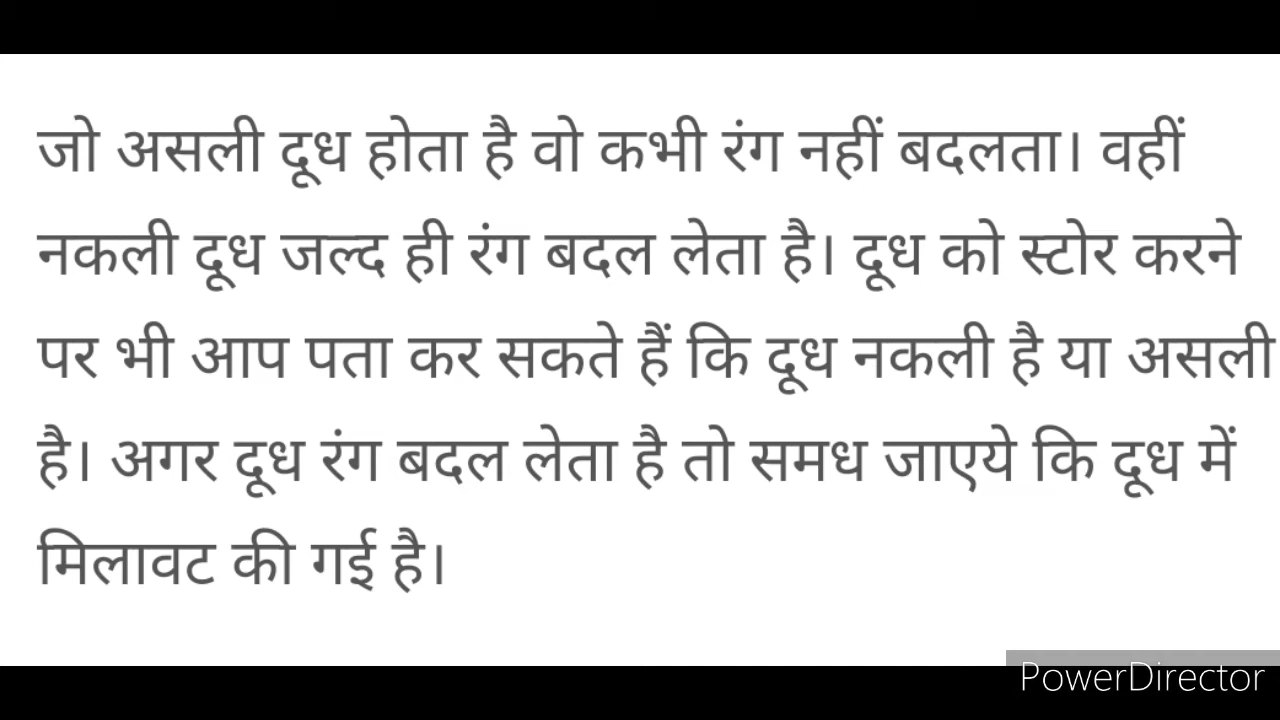 जो असली दूध होता है वो कभी रंग नहीं बदलता। वहीं
नकली दूध जल्द ही रंग बदल लेता है। दूध को स्टोर करने
पर भी आप पता कर सकते हैं कि दूध नकली है या असली
है। अगर दूध रंग बदल लेता है तो समध जाएये कि दूध में
मिलावट की गई है।
PowerDirector